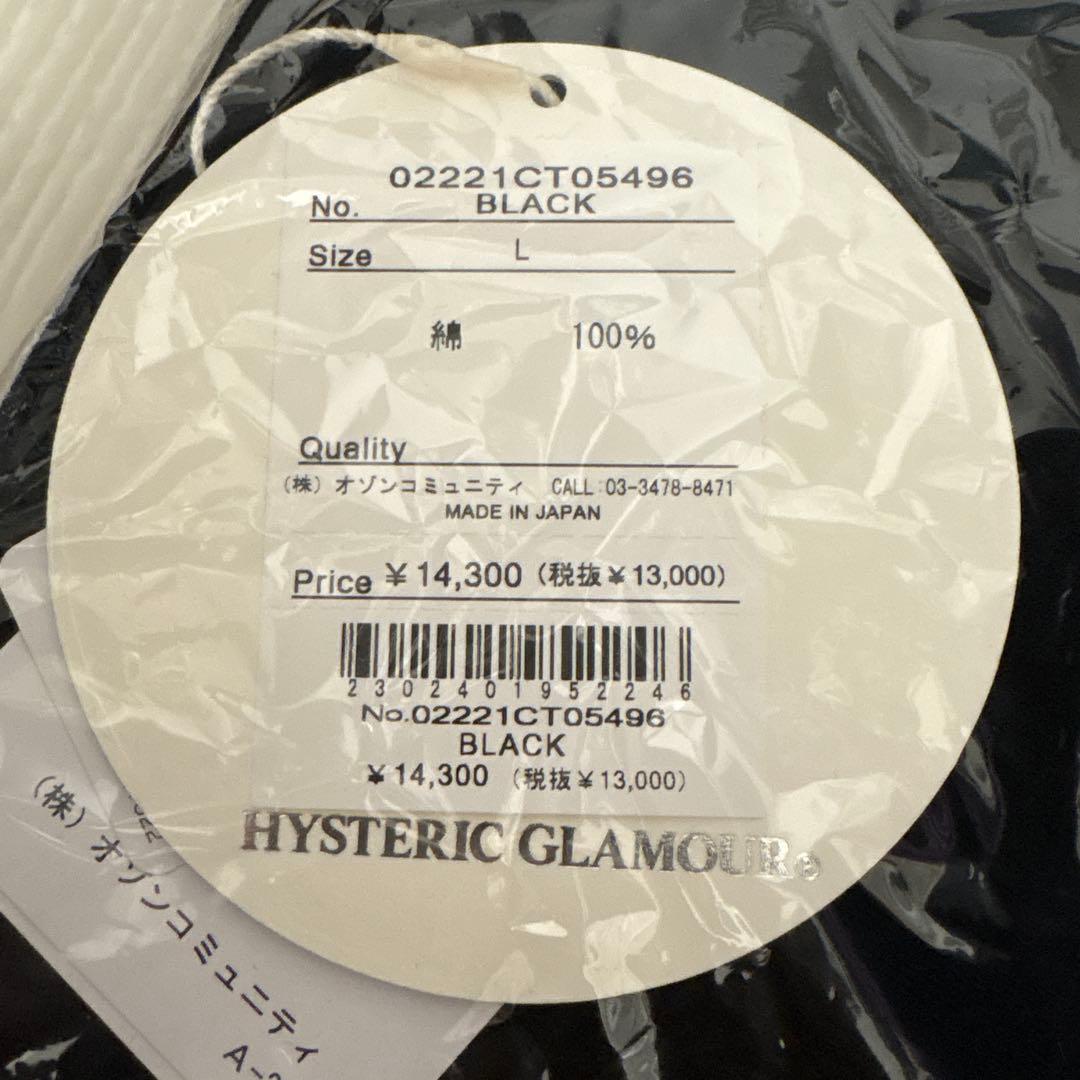 02221CT05496
No. BLACK
Size L
綿 100%
Quality
(株) オゾンコミュニティ CALL:03-3478-8471
MADE IN JAPAN
Price ¥14,300 (税抜¥13,000)
2302401952246
No.02221CT05496
BLACK
¥14,300 (税抜¥13,000)
HYSTERIC GLAMOUR®
(株) オゾンコミュニティ